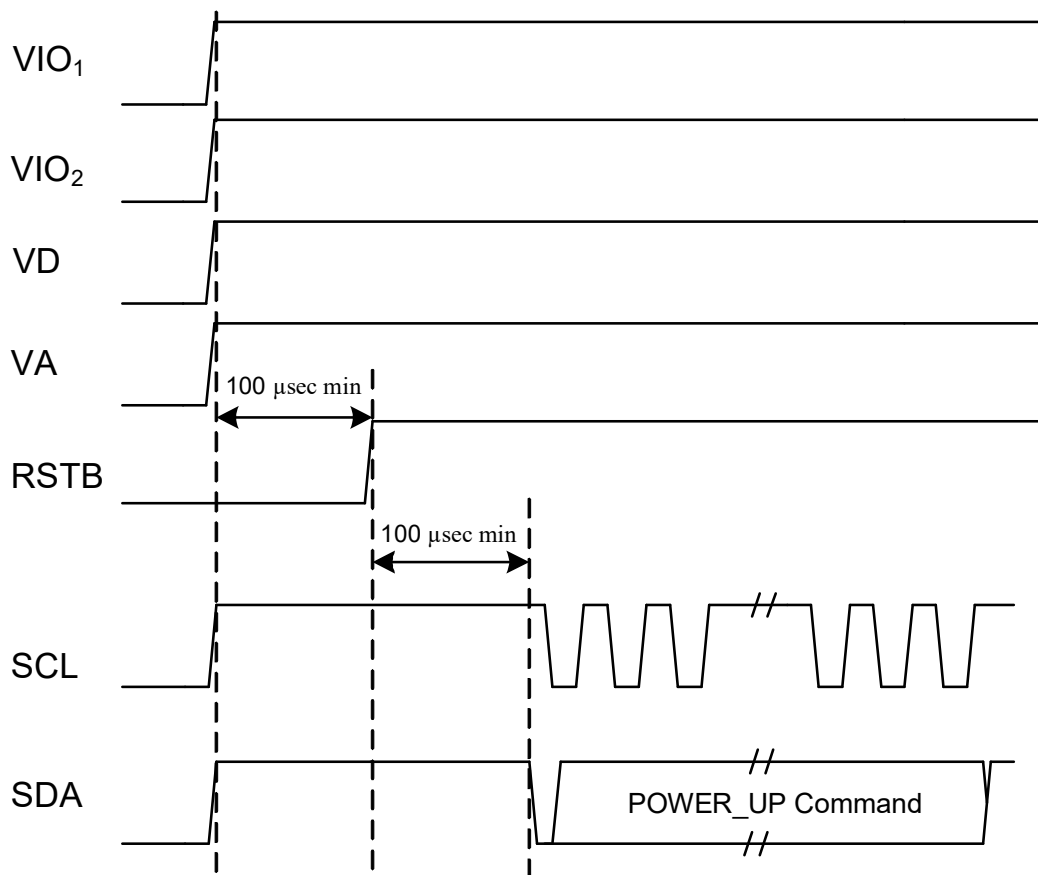 VIO₁
VIO₂
VD
VA
100 µsec min
RSTB
100 µsec min
SCL
SDA
POWER_UP Command